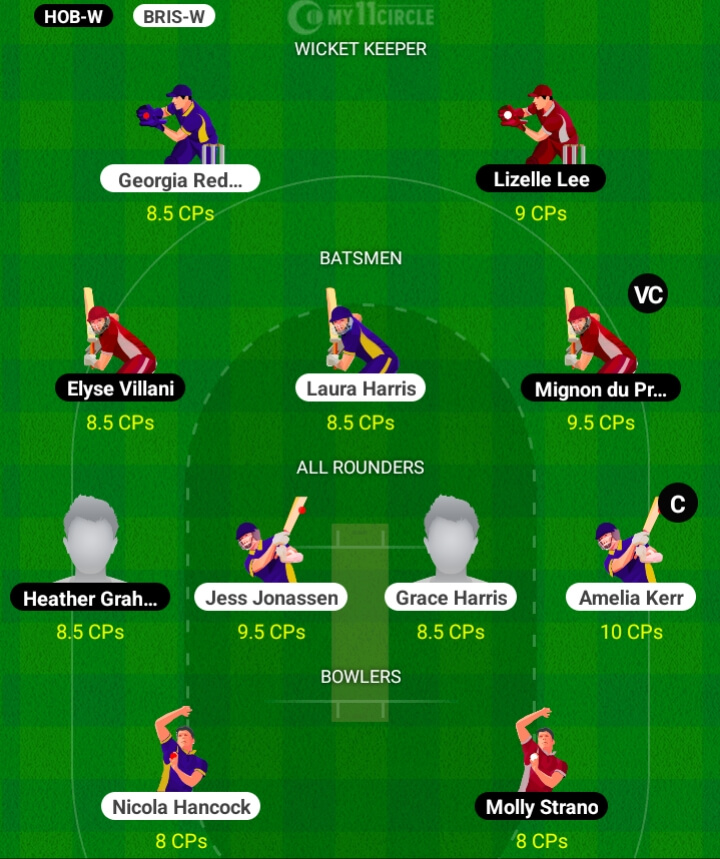 HOB-W BRIS-W MY11CIRCLE
WICKET KEEPER
Georgia Red... Lizelle Lee
8.5 CPs 9 CPs
BATSMEN
VC
Elyse Villani Laura Harris Mignon du Pr...
8.5 CPs 8.5 CPs 9.5 CPs
ALL ROUNDERS
C
Heather Grah... Jess Jonassen Grace Harris Amelia Kerr
8.5 CPs 9.5 CPs 8.5 CPs 10 CPs
BOWLERS
Nicola Hancock Molly Strano
8 CPs 8 CPs